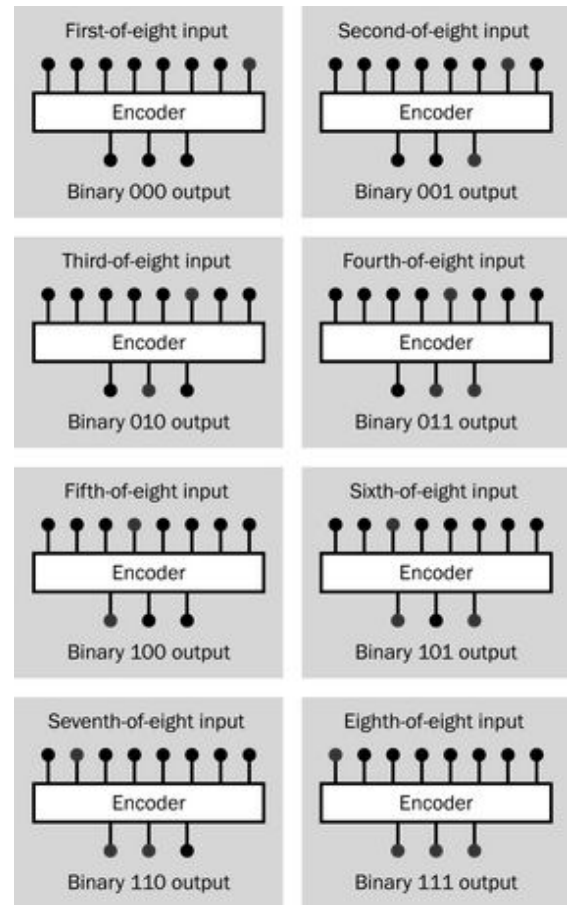 First-of-eight input
Encoder
Binary 000 output
Second-of-eight input
Encoder
Binary 001 output
Third-of-eight input
Encoder
Binary 010 output
Fourth-of-eight input
Encoder
Binary 011 output
Fifth-of-eight input
Encoder
Binary 100 output
Sixth-of-eight input
Encoder
Binary 101 output
Seventh-of-eight input
Encoder
Binary 110 output
Eighth-of-eight input
Encoder
Binary 111 output